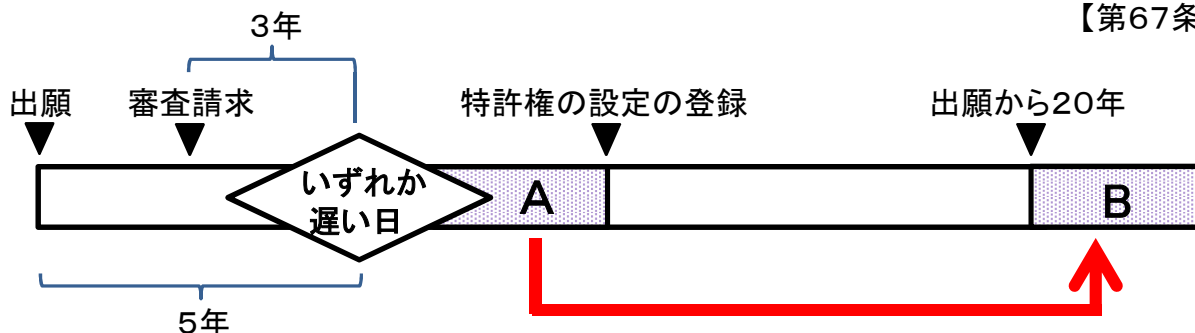 【第67条
3年
出願
審査請求
特許権の設定の登録
出願から20年
いずれか
遅い日
A
B
5年